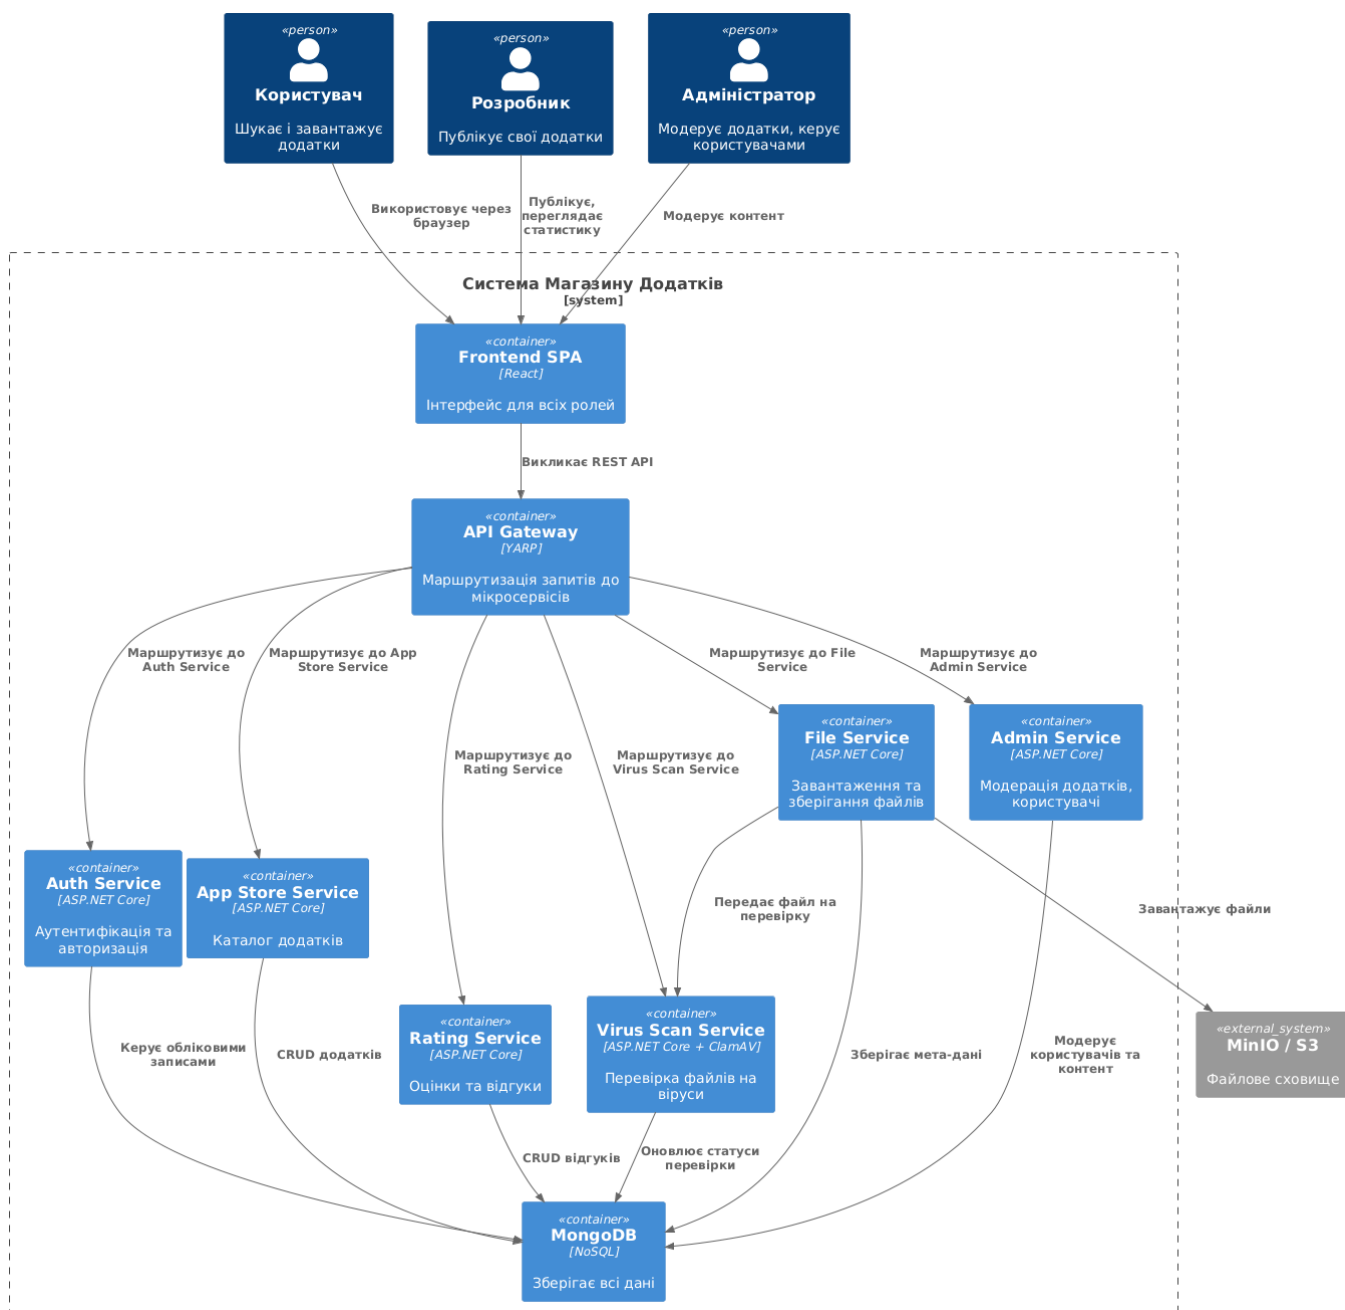 «person»
Користувач
Шукає і завантажує
додатки
«person»
Розробник
Публікує свої додатки
«person»
Адміністратор
Модерує додатки, керує
користувачами
Використовує через
браузер
Публікує,
переглядає
статистику
Модерує контент
Система Магазину Додатків
[system]
«container»
Frontend SPA
[React]
Інтерфейс для всіх ролей
Викликає REST API
«container»
API Gateway
[YARP]
Маршрутизація запитів до
мікросервісів
Маршрутизує до
Auth Service
Маршрутизує до App
Store Service
Маршрутизує до File
Service
Маршрутизує до
Admin Service
Маршрутизує до
Rating Service
Маршрутизує до
Virus Scan Service
«container»
File Service
[ASP.NET Core]
Завантаження та
зберігання файлів
«container»
Admin Service
[ASP.NET Core]
Модерація додатків,
користувачі
«container»
Auth Service
[ASP.NET Core]
Аутентифікація та
авторизація
«container»
App Store Service
[ASP.NET Core]
Каталог додатків
Передає файл на
перевірку
Завантажує файли
«container»
Rating Service
[ASP.NET Core]
Оцінки та відгуки
«container»
Virus Scan Service
[ASP.NET Core + ClamAV]
Перевірка файлів на
віруси
«external_system»
MinIO / S3
Файлове сховище
Керує обліковими
записами
CRUD додатків
Зберігає мета-дані
Модерує
користувачів та
контент
CRUD відгуків
Оновлює статуси
перевірки
«container»
MongoDB
[NoSQL]
Зберігає всі дані